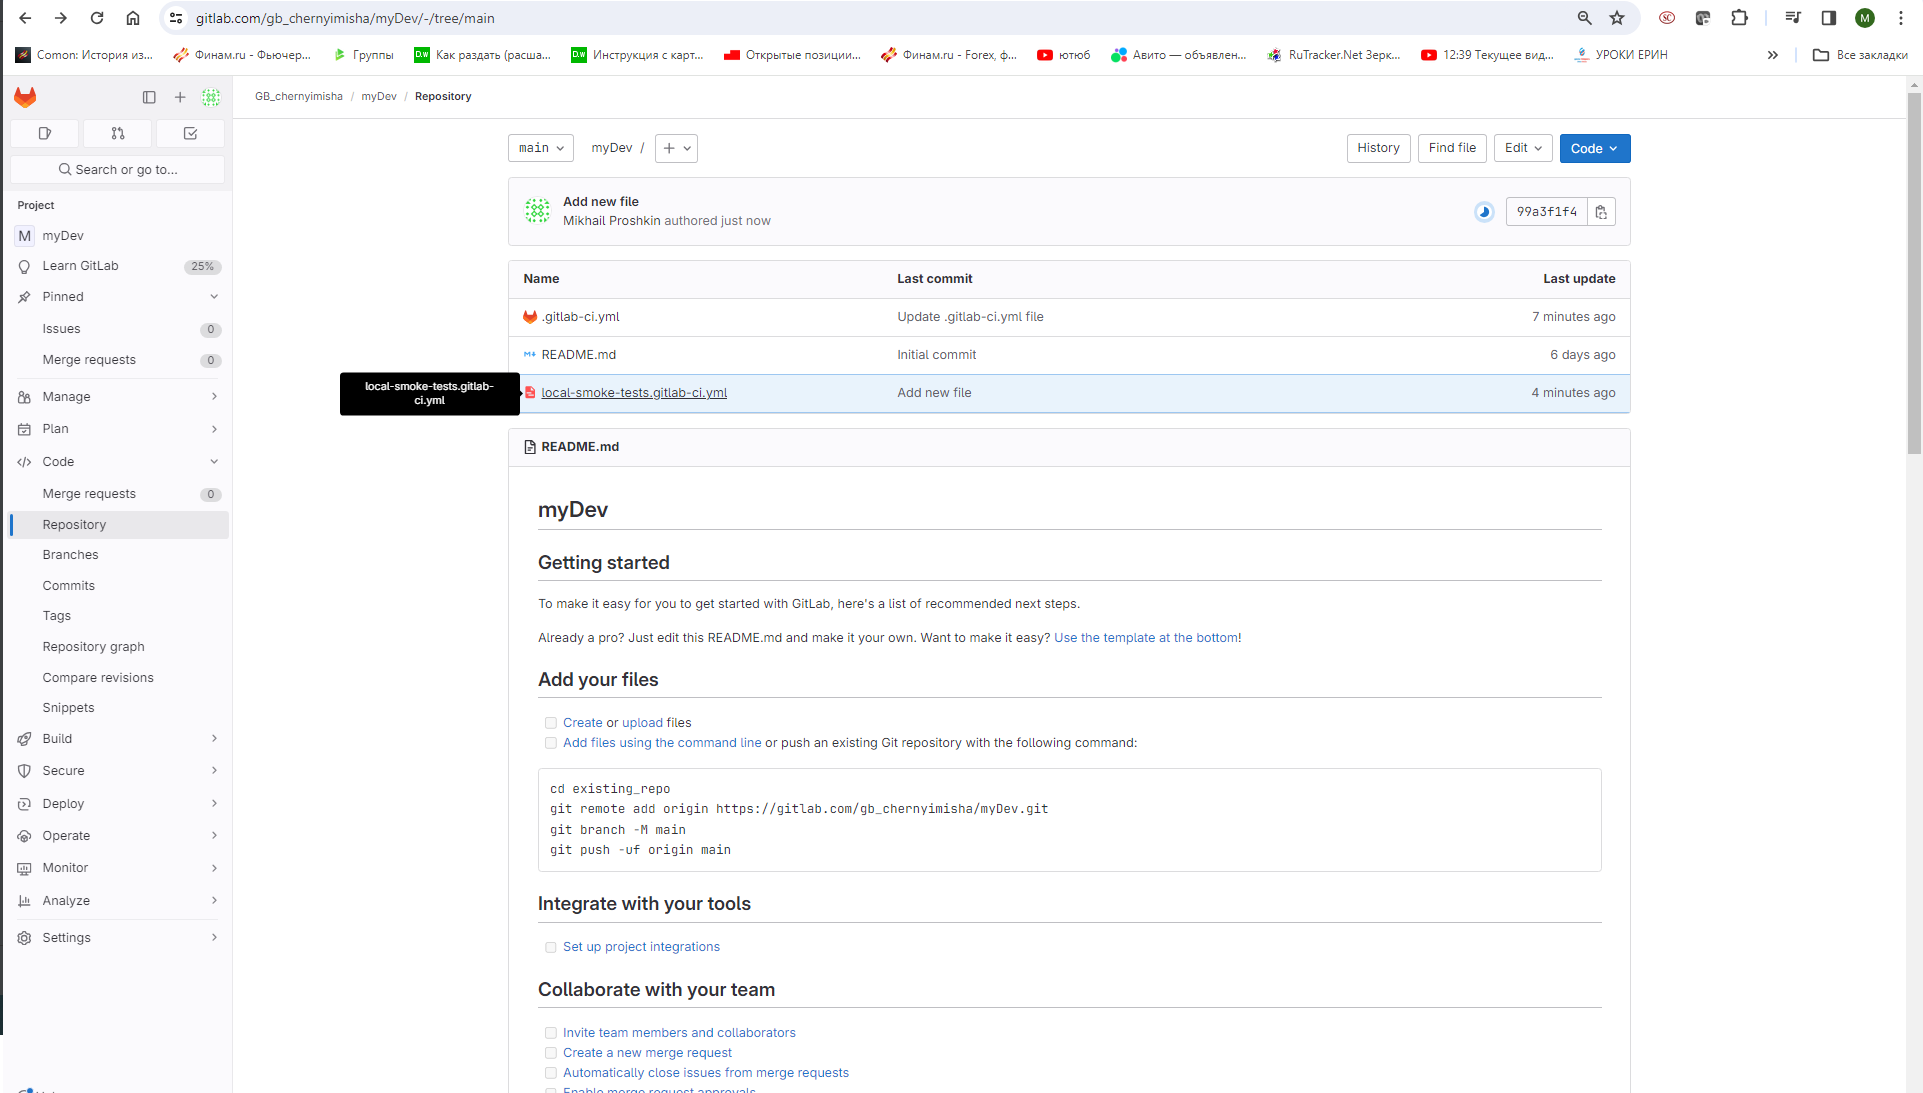 gitlab.com/gb_chernyimisha/myDev/-/tree/main
M
Comon: История из...
Финам.ru - Фьючер...
Группы
Как раздать (расша...
Инструкция с карт...
Открытые позиции...
Финам.ru - Forex, ф...
ютюб
Авито — объявлен...
RuTracker.Net Зерк...
12:39 Текущее вид...
УРОКИ ЕРИН
»
Все закладки
GB_chernyimisha / myDev / Repository
Search or go to...
Project
M myDev
Learn GitLab 25%
Pinned
Issues 0
Merge requests 0
Manage
Plan
Code
Merge requests 0
Repository
Branches
Commits
Tags
Repository graph
Compare revisions
Snippets
Build
Secure
Deploy
Operate
Monitor
Analyze
Settings
main myDev / +
History Find file Edit Code
Add new file
Mikhail Proshkin authored just now
99a3f1f4
Name Last commit Last update
.gitlab-ci.yml Update .gitlab-ci.yml file 7 minutes ago
README.md Initial commit 6 days ago
local-smoke-tests.gitlab-
ci.yml
local-smoke-tests.gitlab-ci.yml Add new file 4 minutes ago
README.md
myDev
Getting started
To make it easy for you to get started with GitLab, here's a list of recommended next steps.
Already a pro? Just edit this README.md and make it your own. Want to make it easy? Use the template at the bottom!
Add your files
Create or upload files
Add files using the command line or push an existing Git repository with the following command:
cd existing_repo
git remote add origin https://gitlab.com/gb_chernyimisha/myDev.git
git branch -M main
git push -uf origin main
Integrate with your tools
Set up project integrations
Collaborate with your team
Invite team members and collaborators
Create a new merge request
Automatically close issues from merge requests
Enable merge request approvals